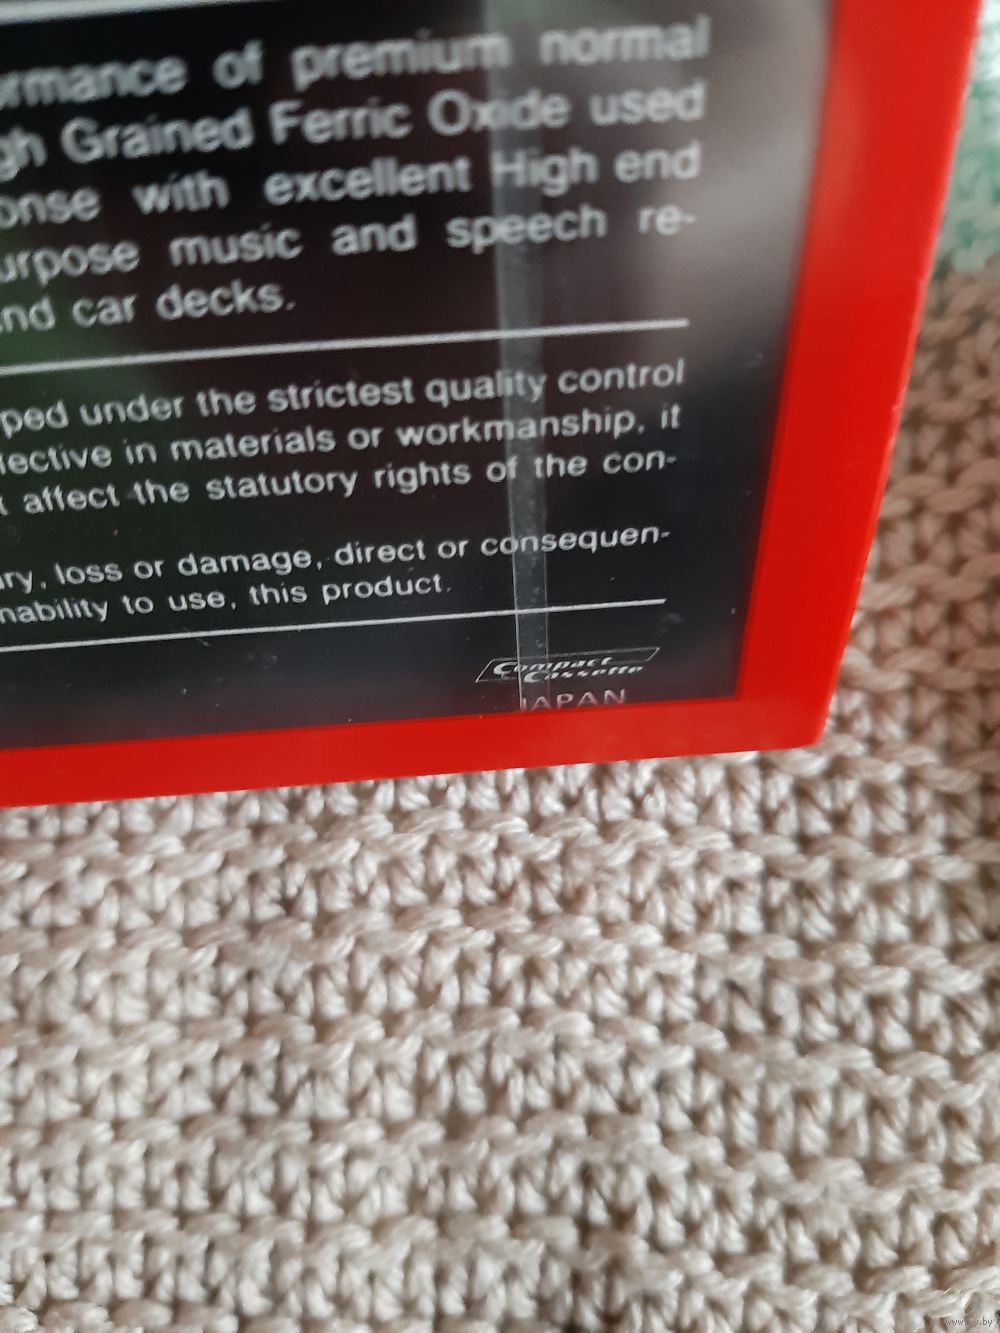 ormance of premium normal
gh Grained Ferric Oxide used
onse with excellent High end
urpose music and speech re-
nd car decks.
ped under the strictest quality control
fective in materials or workmanship, it
t affect the statutory rights of the con-
ry, loss or damage, direct or consequen-
nability to use, this product.
Compact
Cassette
JAPAN